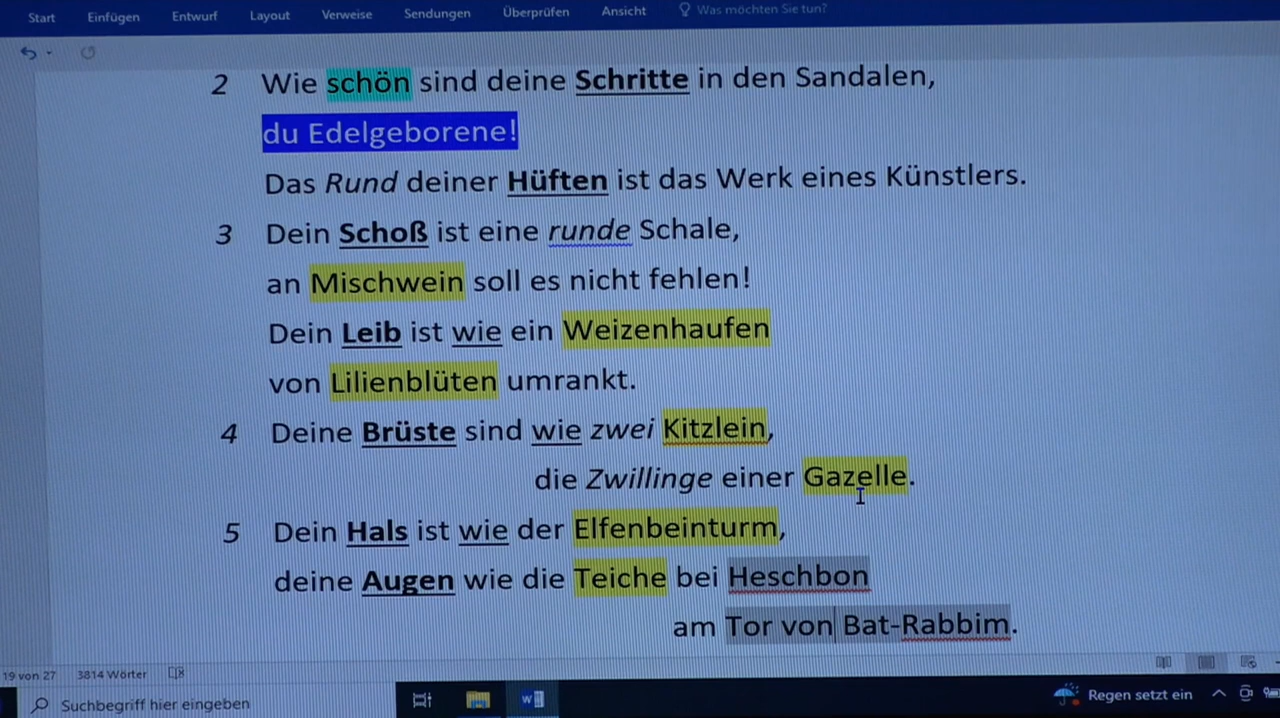 Start Einfügen Entwurf Layout Verweise Sendungen Überprüfen Ansicht Was möchten Sie tun?
2 Wie schön sind deine Schritte in den Sandalen,
du Edelgeborene!
Das Rund deiner Hüften ist das Werk eines Künstlers.
3 Dein Schoß ist eine runde Schale,
an Mischwein soll es nicht fehlen!
Dein Leib ist wie ein Weizenhaufen
von Lilienblüten umrankt.
4 Deine Brüste sind wie zwei Kitzlein,
die Zwillinge einer Gazelle.
5 Dein Hals ist wie der Elfenbeinturm,
deine Augen wie die Teiche bei Heschbon
am Tor von Bat-Rabbim.
19 von 27 3814 Wörter
Suchbegriff hier eingeben Regen setzt ein